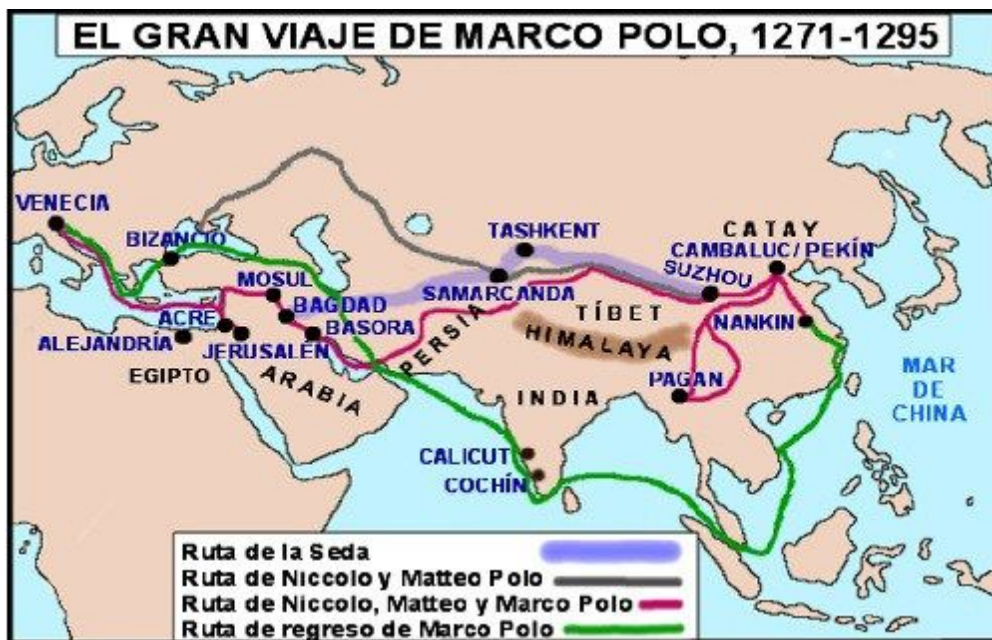 EL GRAN VIAJE DE MARCO POLO, 1271-1295
VENECIA
BIZANCIO
TASHKENT
CATAY
CAMBALUC/PEKÍN
SUZHOU
MOSUL
BAGDAD
SAMARCANDA
TÍBET
NANKIN
ACRE
BASORA
HIMALAYA
ALEJANDRÍA
JERUSALÉN
PERSIA
EGIPTO
ARABIA
INDIA
PAGAN
MAR
DE
CHINA
CALICUT
COCHÍN
Ruta de la Seda
Ruta de Niccolo y Matteo Polo
Ruta de Niccolo, Matteo y Marco Polo
Ruta de regreso de Marco Polo